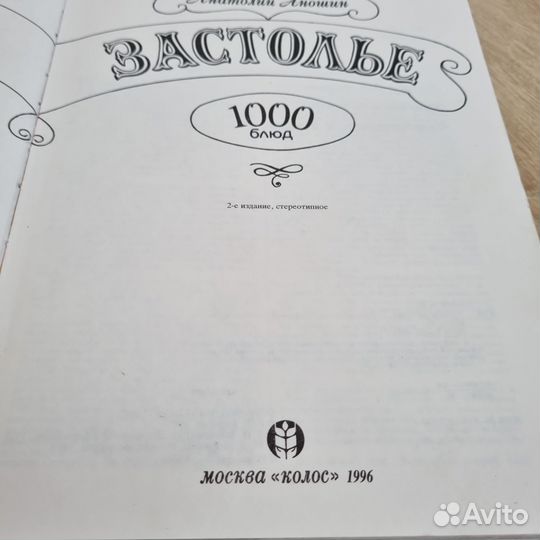 Анатолий Аношин
ЗАСТОЛЬЕ
1000
блюд
2-е издание, стереотипное
МОСКВА «КОЛОС» 1996
Avito